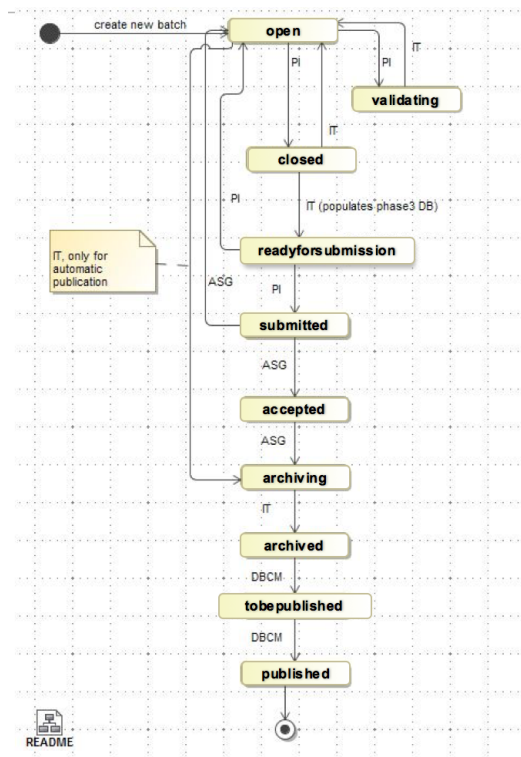 create new batch
open
IT
PI
PI
validating
IT
closed
PI
IT (populates phase3 DB)
IT, only for
automatic
publication
readyforsubmission
ASG
PI
submitted
ASG
accepted
ASG
archiving
IT
archived
DBCM
tobepublished
DBCM
published
README